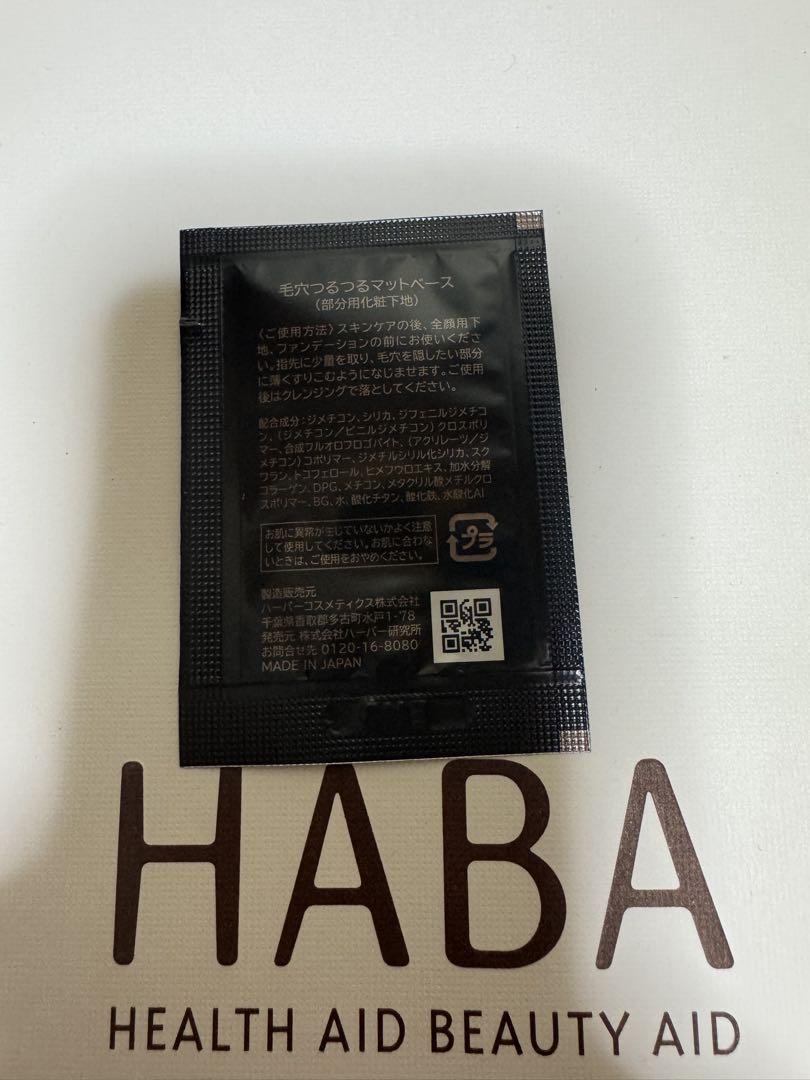 毛穴つるつるマットベース
(部分用化粧下地)
〈ご使用方法〉スキンケアの後、全顔用下
地、ファンデーションの前にお使いくださ
い。指先に少量を取り、毛穴を隠したい部分
に薄くすりこむようになじませます。ご使用
後はクレンジングで落としてください。
配合成分:ジメチコン、シリカ、ジフェニルジメチコ
ン、(ジメチコン/ビニルジメチコン)クロスポリ
マー、合成フルオロフロゴパイト、(アクリレーツ/ジ
メチコン)コポリマー、ジメチルシリル化シリカ、スク
ワラン、トコフェロール、ヒメフウロエキス、加水分解
コラーゲン、DPG、メチコン、メタクリル酸メチルクロ
スポリマー、BG、水、酸化チタン、酸化鉄、水酸化Al
お肌に異常が生じていないかよく注意
して使用してください。お肌に合わな
いときは、ご使用をおやめください。
プラ
製造販売元
ハーバーコスメティクス株式会社
千葉県香取郡多古町水戸1-78
発売元 株式会社ハーバー研究所
お問合せ先 0120-16-8080
MADE IN JAPAN
HABA
HEALTH AID BEAUTY AID